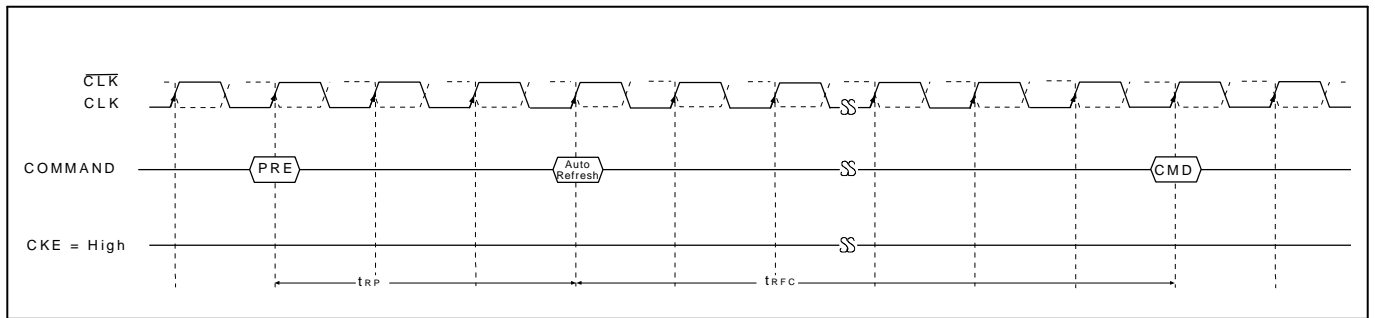 CLK
CLK
COMMAND
PRE
Auto
Refresh
CMD
CKE = High
tRP
tRFC